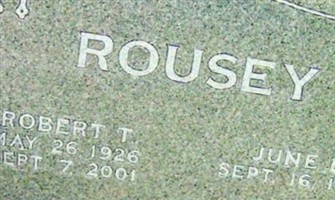 ROUSEY
ROBERT T.
MAY 26 1926
SEPT. 7, 2001
JUNE
SEPT. 16,